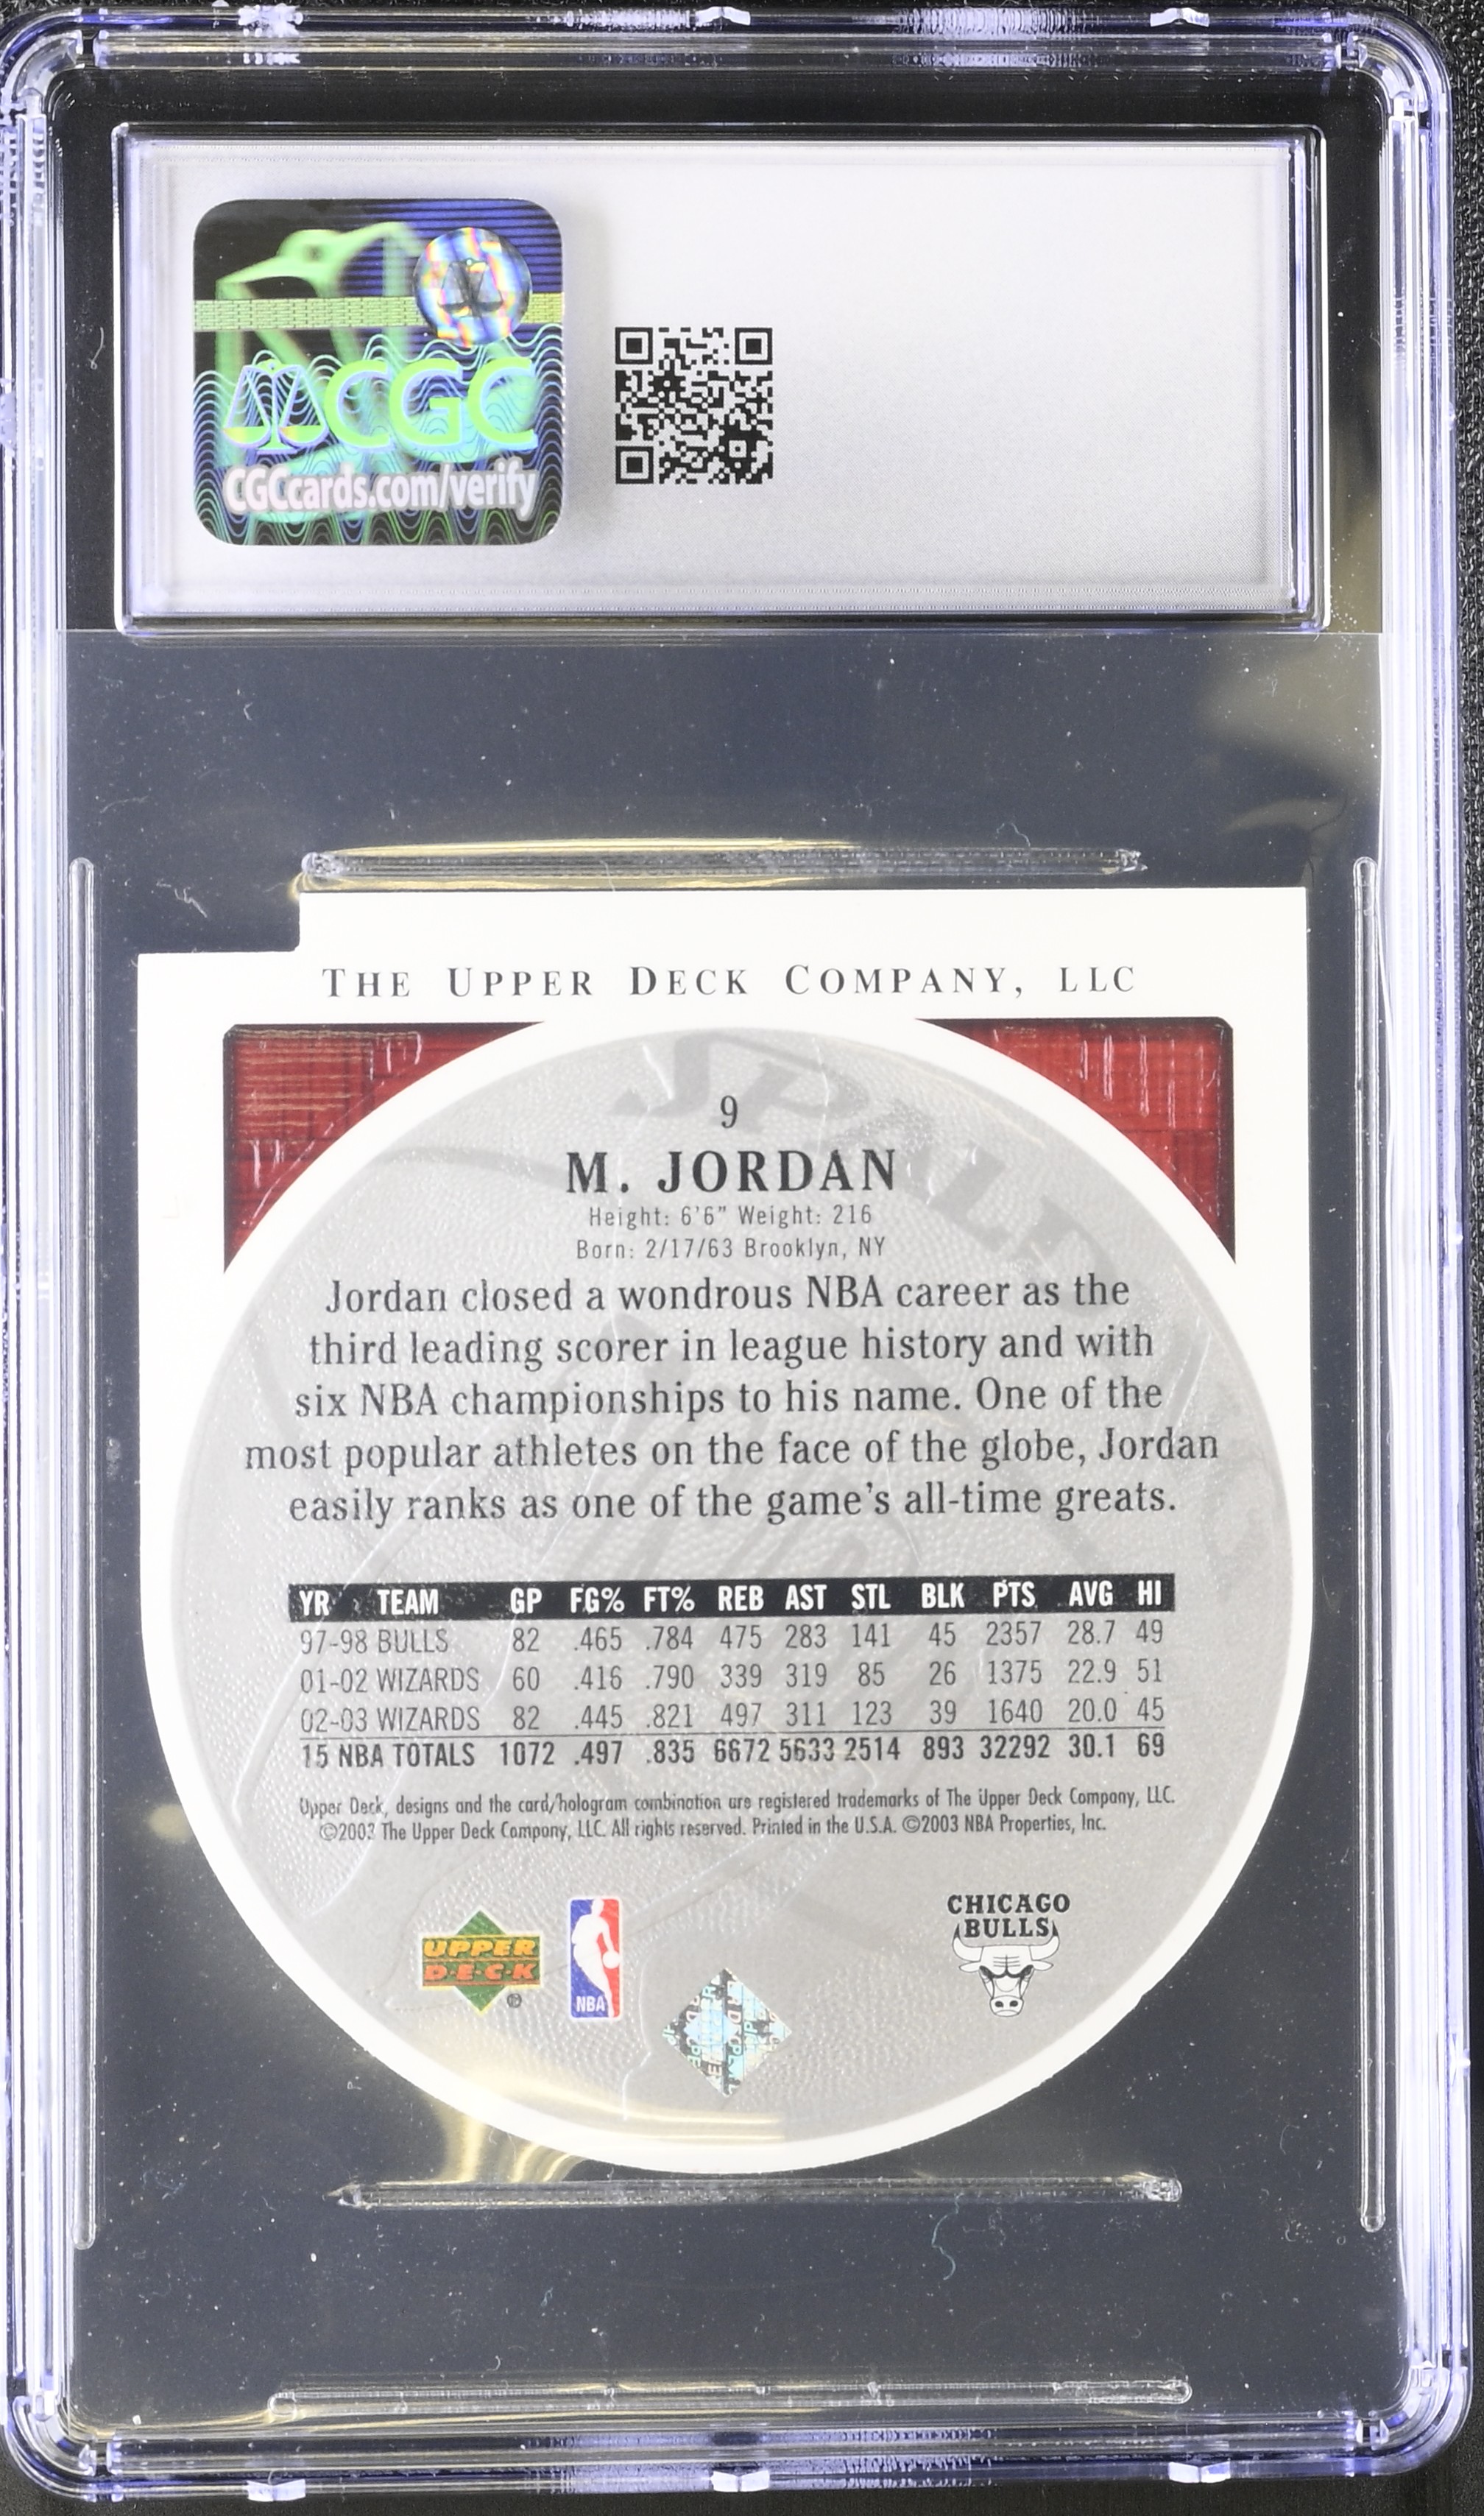 CGC
CGCcards.com/verify
THE UPPER DECK COMPANY, LLC
SPALD
9
M. JORDAN
Height: 6'6" Weight: 216
Born: 2/17/63 Brooklyn, NY
Jordan closed a wondrous NBA career as the
third leading scorer in league history and with
six NBA championships to his name. One of the
most popular athletes on the face of the globe, Jordan
easily ranks as one of the game's all-time greats.
YR TEAM GP FG% FT% REB AST STL BLK PTS AVG HI
97-98 BULLS 82 .465 .784 475 283 141 45 2357 28.7 49
01-02 WIZARDS 60 .416 .790 339 319 85 26 1375 22.9 51
02-03 WIZARDS 82 .445 .821 497 311 123 39 1640 20.0 45
15 NBA TOTALS 1072 .497 .835 6672 5633 2514 893 32292 30.1 69
Upper Deck, designs and the card/hologram combination are registered trademarks of The Upper Deck Company, LLC.
©2003 The Upper Deck Company, LLC. All rights reserved. Printed in the U.S.A. ©2003 NBA Properties, Inc.
UPPER
D·E·C·K
®
NBA
CHICAGO
BULLS